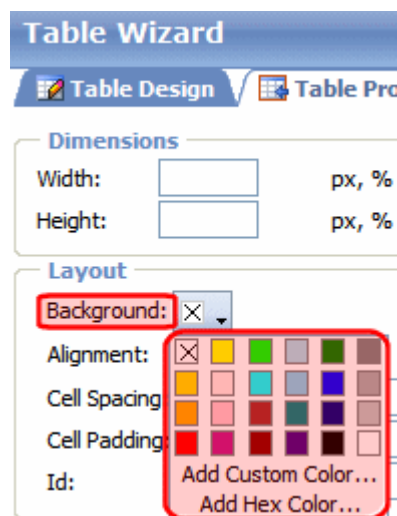 Table Wizard
Table Design Table Pro
Dimensions
Width: px, %
Height: px, %
Layout
Background:
Alignment:
Cell Spacing
Cell Padding:
Id:
Add Custom Color...
Add Hex Color...